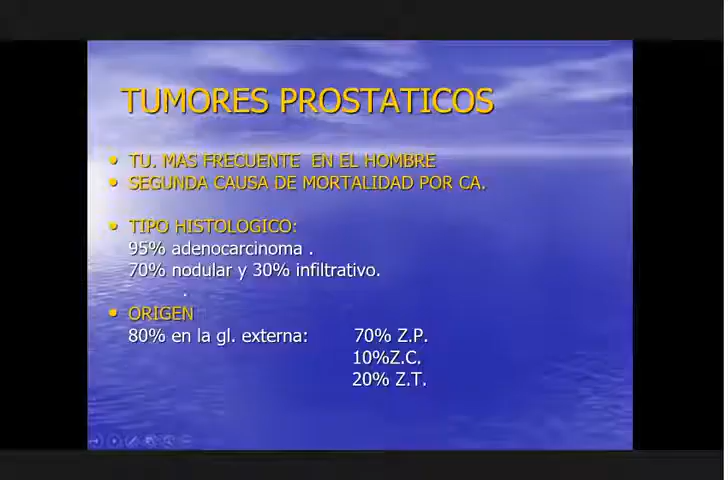 TUMORES PROSTATICOS
• TU. MAS FRECUENTE EN EL HOMBRE
• SEGUNDA CAUSA DE MORTALIDAD POR CA.
• TIPO HISTOLOGICO:
95% adenocarcinoma .
70% nodular y 30% infiltrativo.
.
• ORIGEN
80% en la gl. externa: 70% Z.P.
10%Z.C.
20% Z.T.